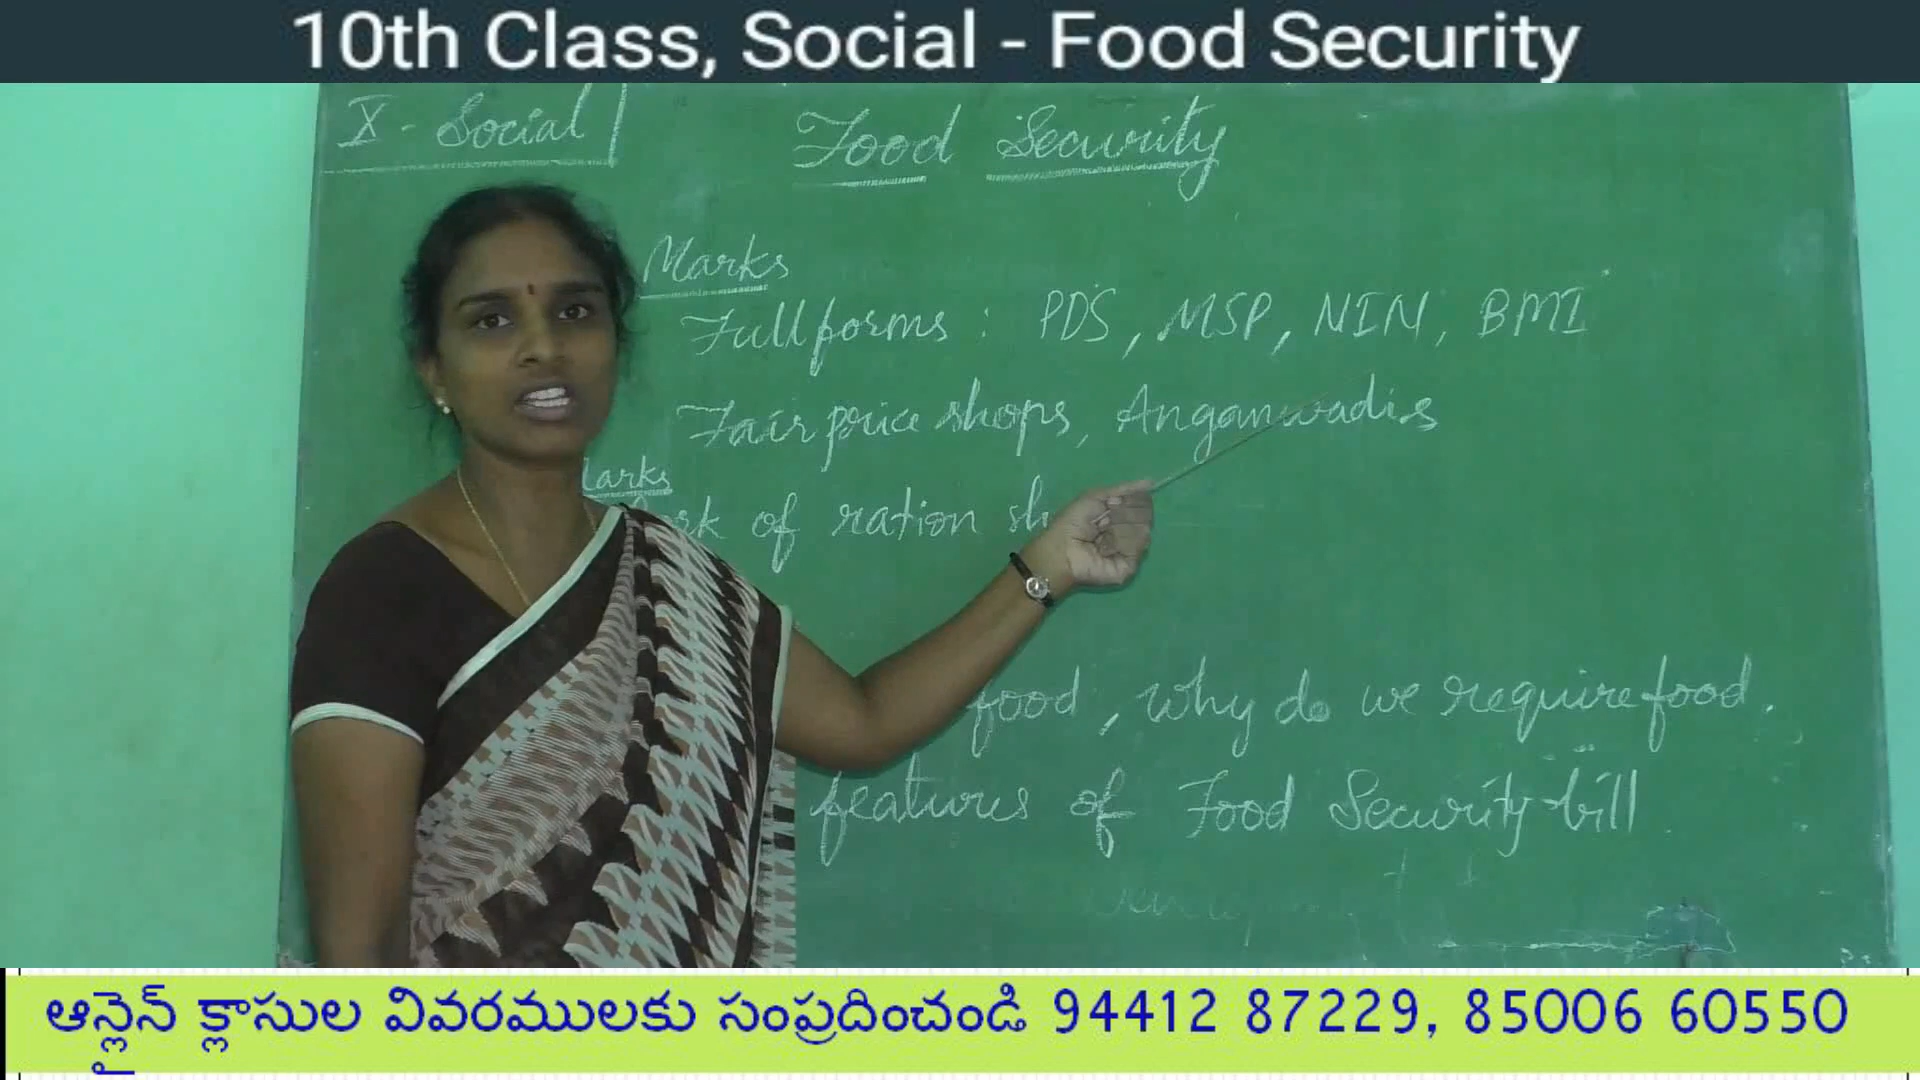 10th Class, Social - Food Security
X - Social
Food Security
Marks
Full forms : PDS, MSP, NIN, BMI
Fair price shops, Anganwadis
arks
of ration sh
food, why do we require food.
features of Food Security bill
ఆన్లైన్ క్లాసుల వివరములకు సంప్రదించండి 94412 87229, 85006 60550